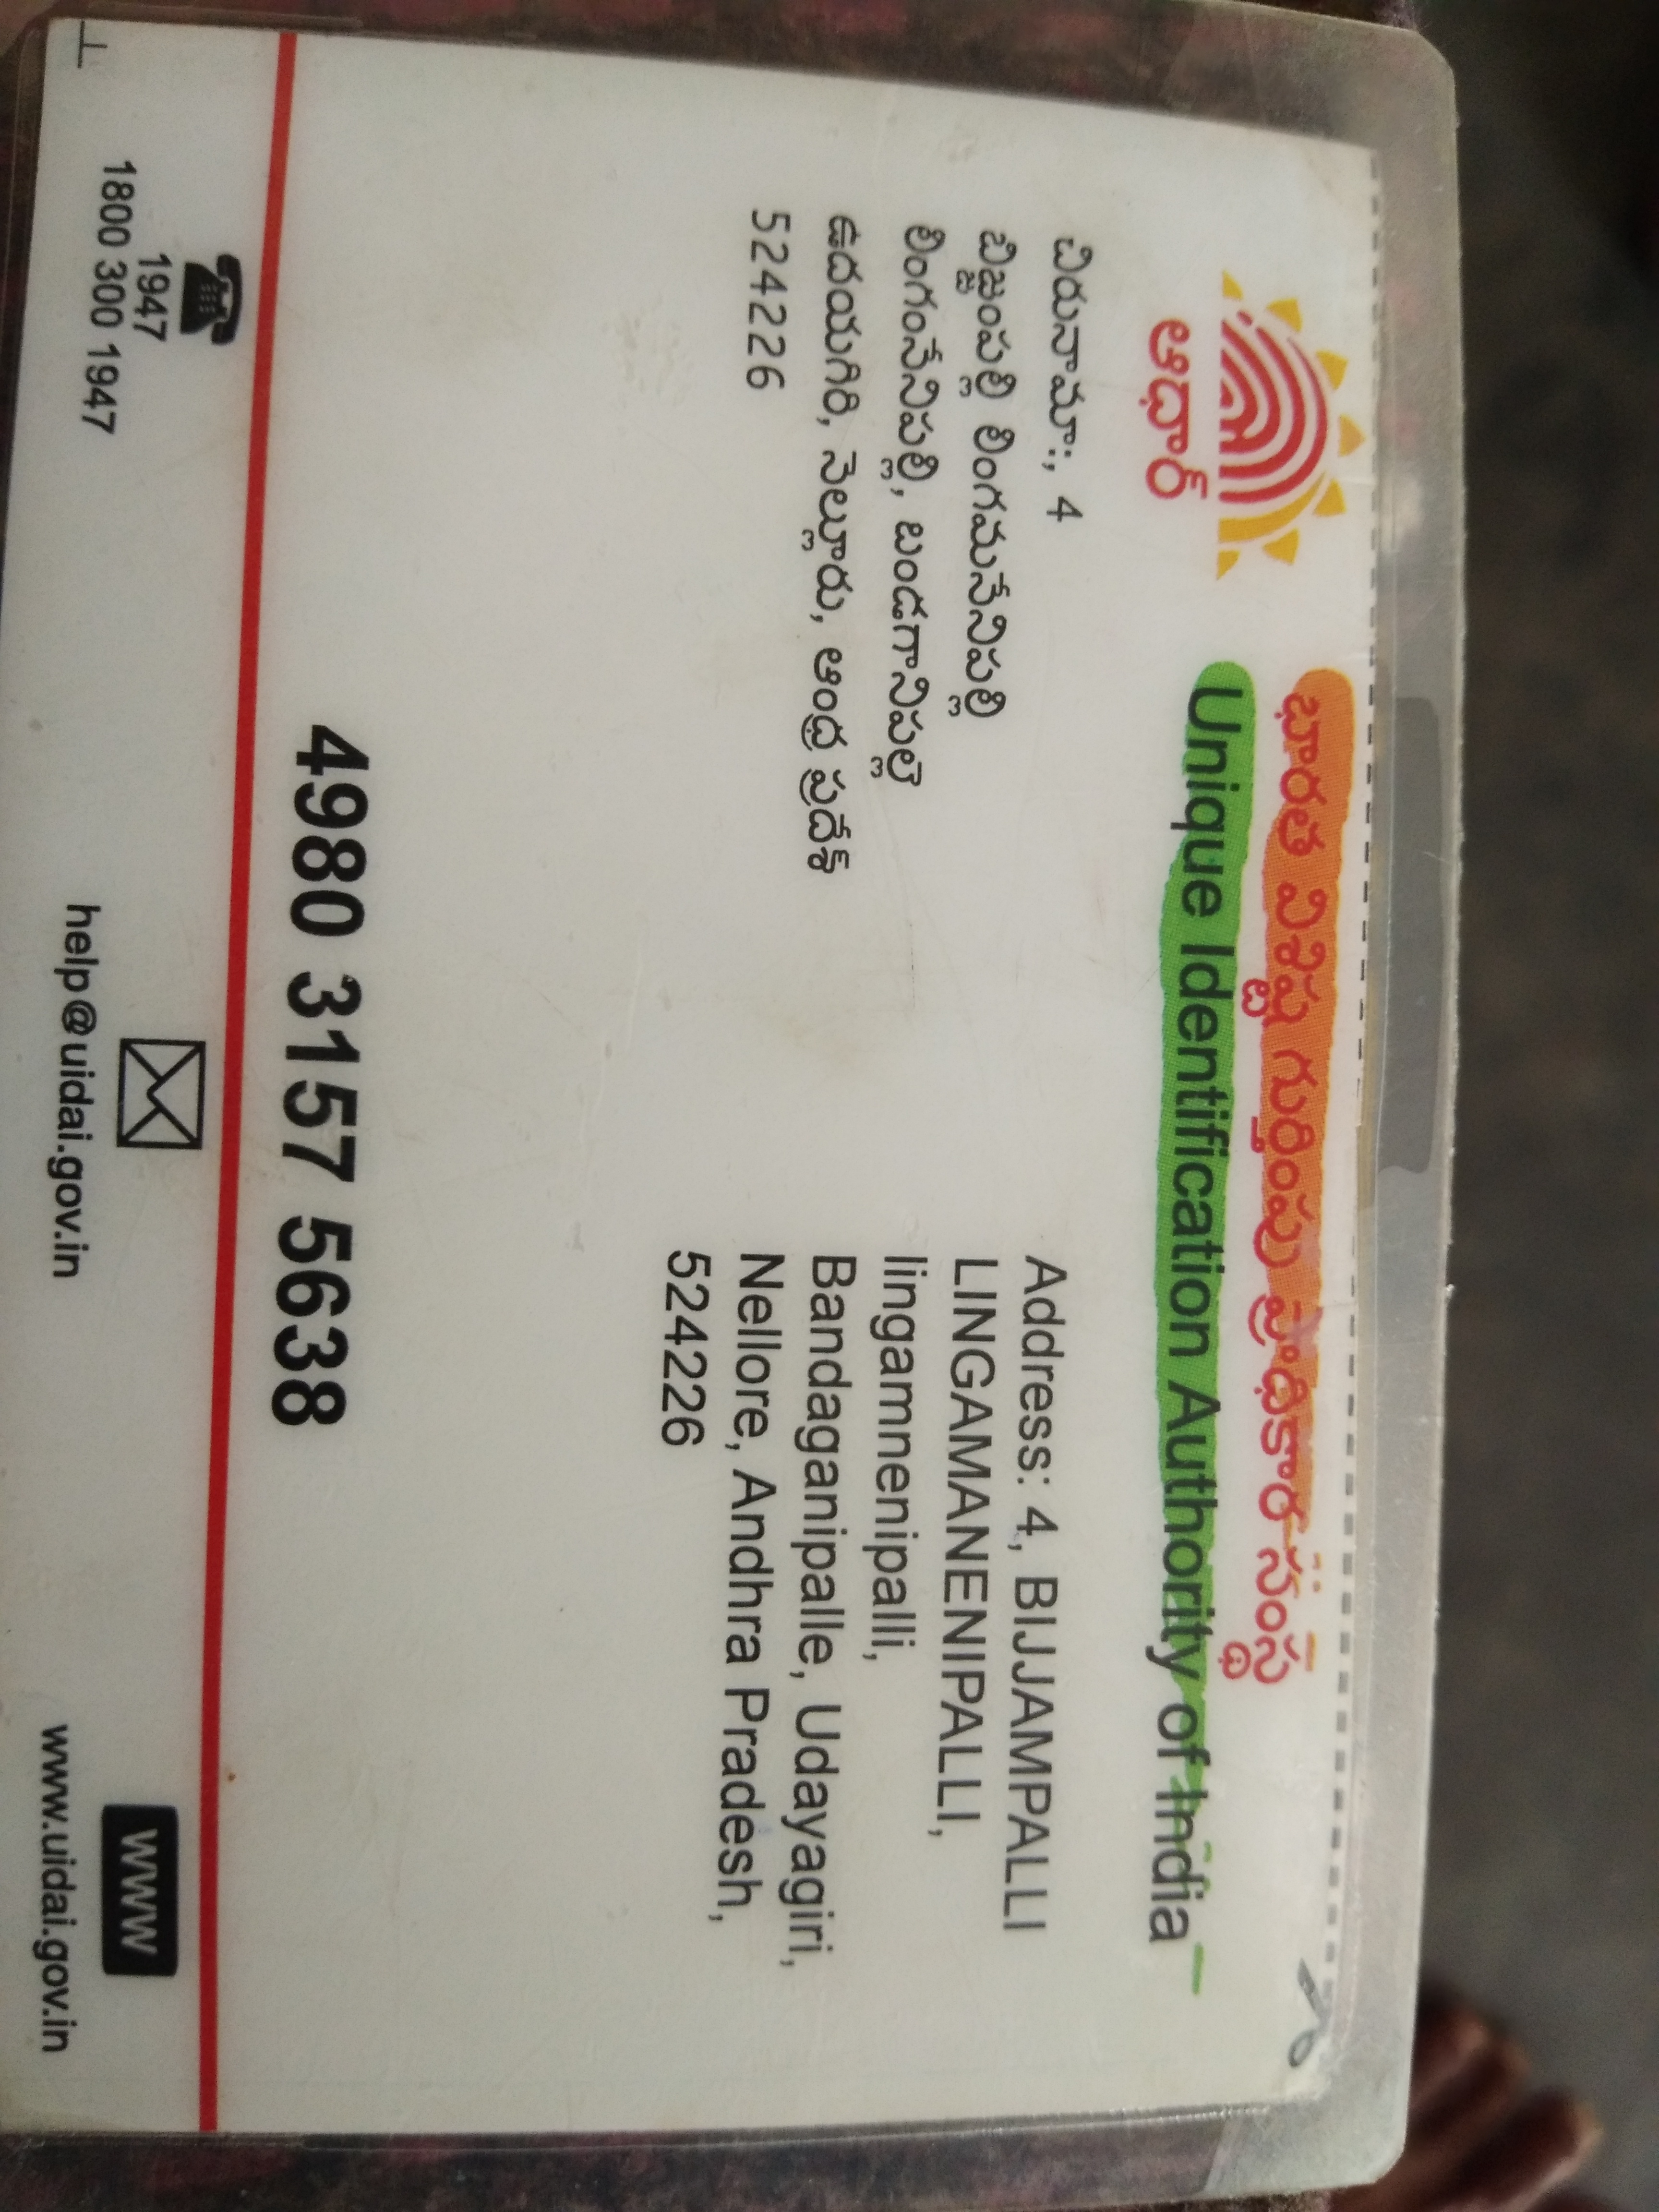 ఆధార్
భారత విశిష్ట గుర్తింపు ప్రాధికార సంస్థ
Unique Identification Authority of India
చిరునామా:, 4
బిజ్జంపల్లి లింగమనేనిపల్లి
లింగంనేనిపల్లి, బండగానిపల్లె
ఉదయగిరి, నెల్లూరు, ఆంధ్ర ప్రదేశ్
524226
Address: 4, BIJJAMPALLI
LINGAMANENIPALLI,
lingamnenipalli,
Bandaganipalle, Udayagiri,
Nellore, Andhra Pradesh,
524226
4980 3157 5638
1947
1800 300 1947
help@uidai.gov.in
www
www.uidai.gov.in